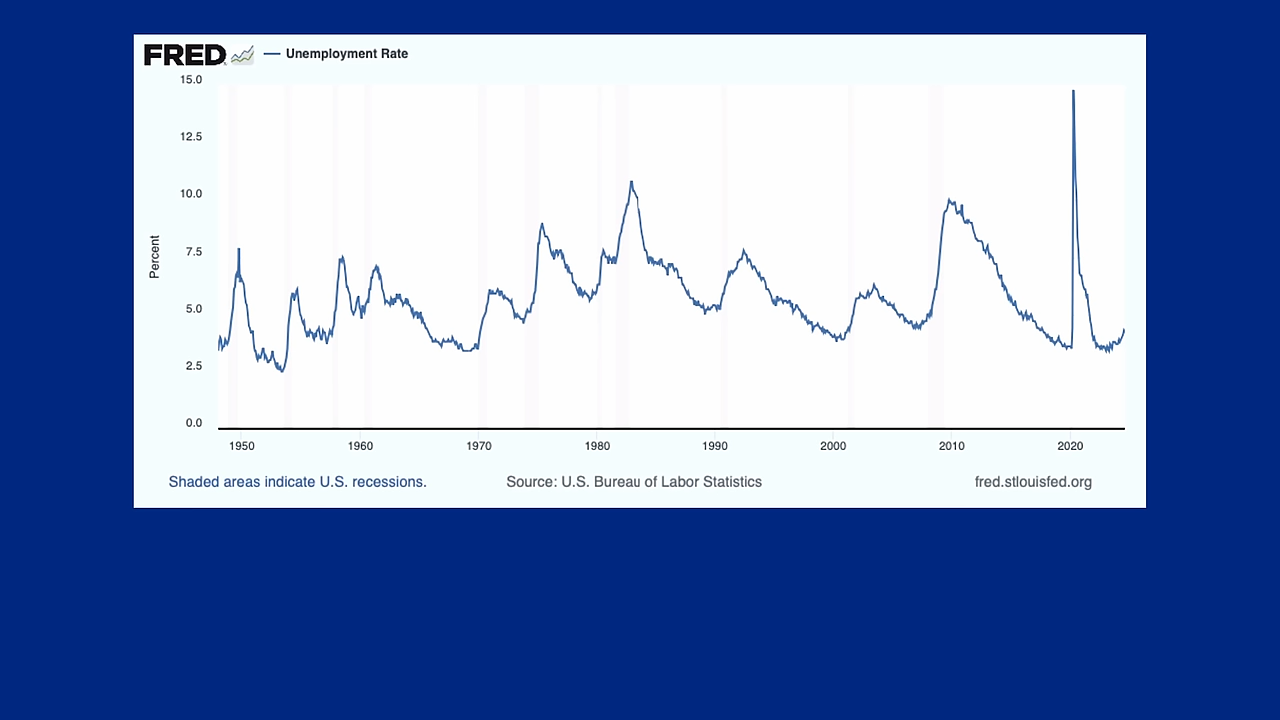 FRED Unemployment Rate
15.0
12.5
10.0
7.5
5.0
2.5
0.0
Percent
1950 1960 1970 1980 1990 2000 2010 2020
Shaded areas indicate U.S. recessions. Source: U.S. Bureau of Labor Statistics fred.stlouisfed.org